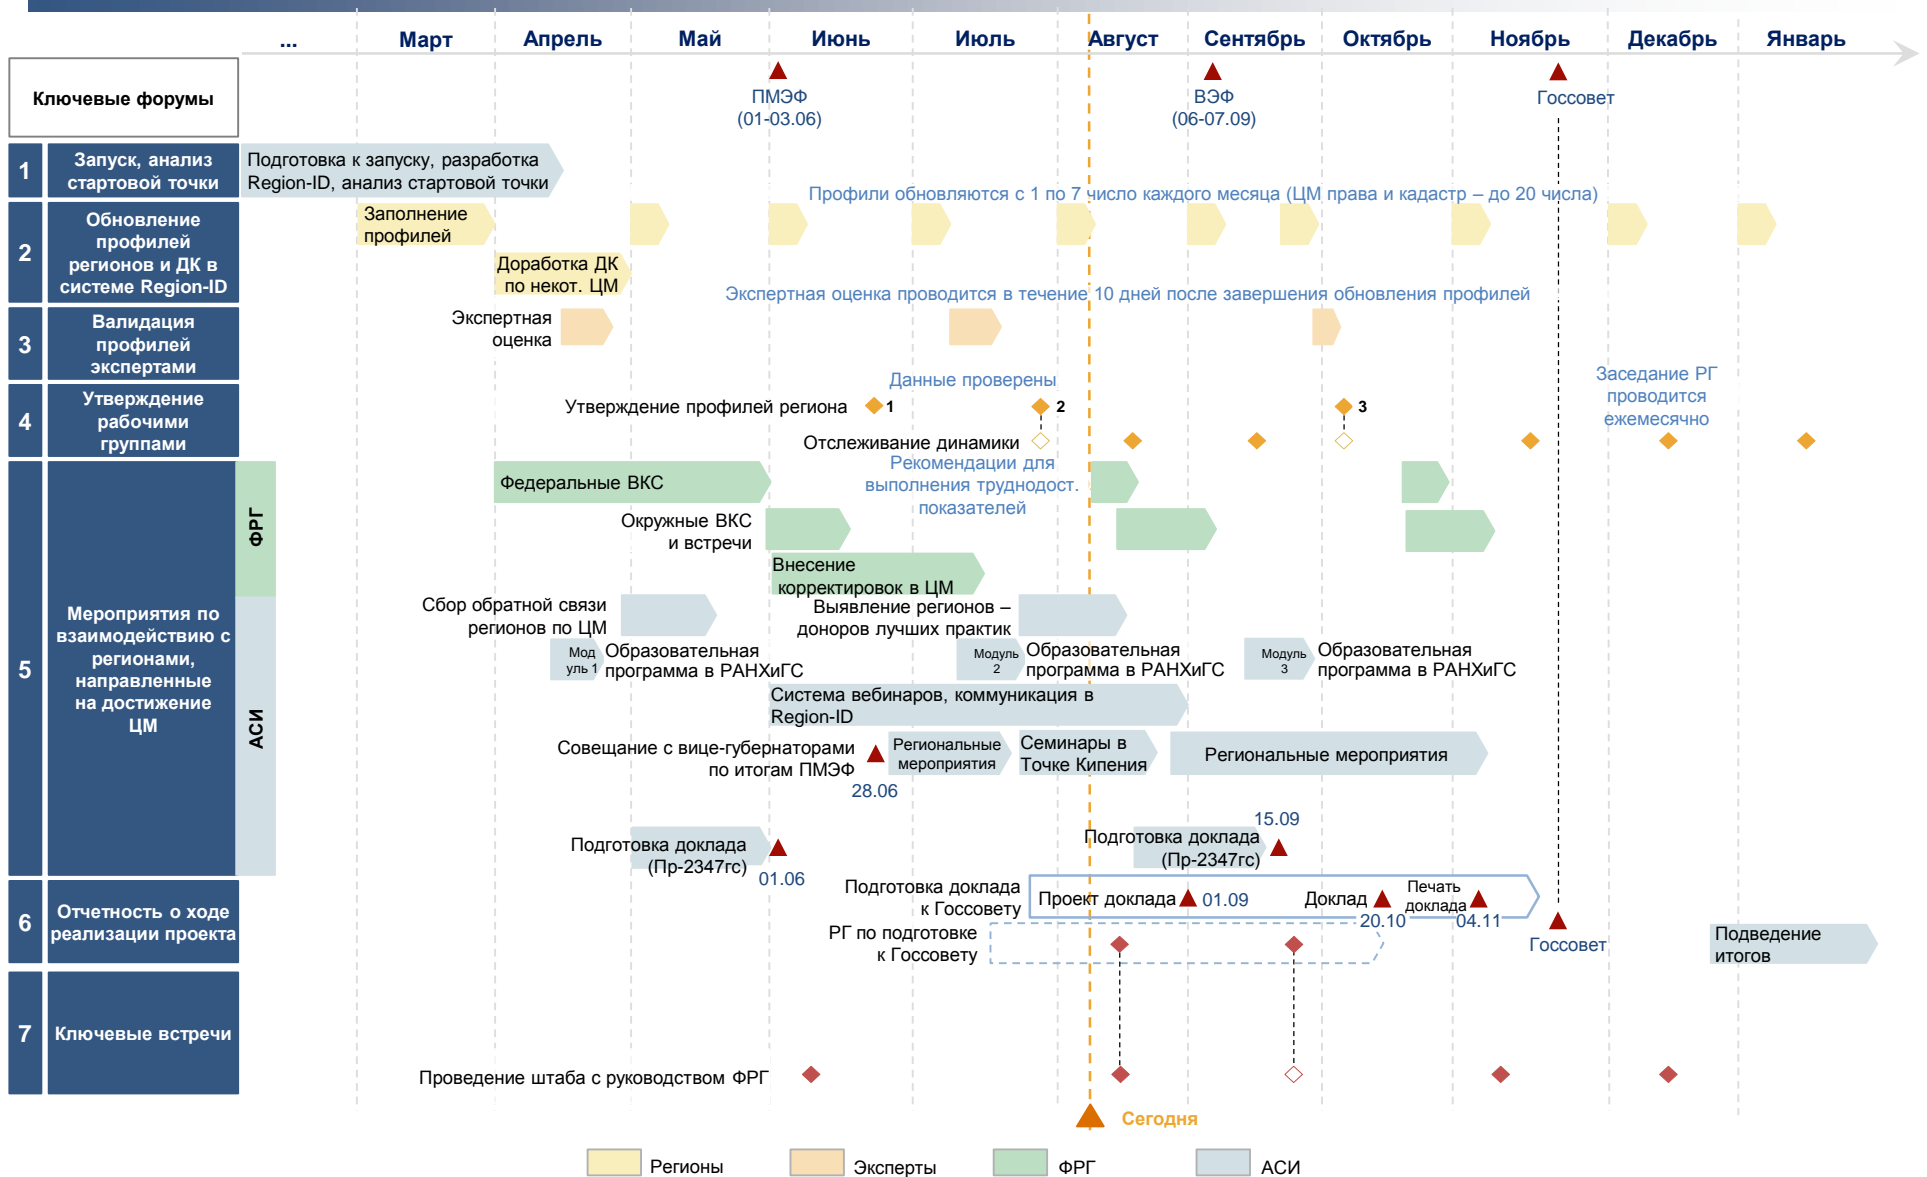 ...
Март
Апрель
Май
Июнь
Июль
Август
Сентябрь
Октябрь
Ноябрь
Декабрь
Январь
Ключевые форумы
ПМЭФ
(01-03.06)
ВЭФ
(06-07.09)
Госсовет
1
Запуск, анализ
стартовой точки
Подготовка к запуску, разработка
Region-ID, анализ стартовой точки
Профили обновляются с 1 по 7 число каждого месяца (ЦМ права и кадастр – до 20 числа)
2
Обновление
профилей
регионов и ДК в
системе Region-ID
Заполнение
профилей
Доработка ДК
по некот. ЦМ
Экспертная оценка проводится в течение 10 дней после завершения обновления профилей
3
Валидация
профилей
экспертами
Экспертная
оценка
4
Утверждение
рабочими
группами
Данные проверены
Утверждение профилей региона
1
2
3
Заседание РГ
проводится
ежемесячно
Отслеживание динамики
5
Мероприятия по
взаимодействию с
регионами,
направленные
на достижение
ЦМ
ФРГ
АСИ
Федеральные ВКС
Рекомендации для
выполнения труднодост.
показателей
Окружные ВКС
и встречи
Внесение
корректировок в ЦМ
Сбор обратной связи
регионов по ЦМ
Выявление регионов –
доноров лучших практик
Мод
уль 1
Образовательная
программа в РАНХиГС
Модуль
2
Образовательная
программа в РАНХиГС
Модуль
3
Образовательная
программа в РАНХиГС
Система вебинаров, коммуникация в
Region-ID
Совещание с вице-губернаторами
по итогам ПМЭФ
28.06
Региональные
мероприятия
Семинары в
Точке Кипения
Региональные мероприятия
Подготовка доклада
(Пр-2347гс)
01.06
Подготовка доклада
(Пр-2347гс)
15.09
6
Отчетность о ходе
реализации проекта
Подготовка доклада
к Госсовету
Проект доклада
01.09
Доклад
20.10
Печать
доклада
04.11
РГ по подготовке
к Госсовету
Госсовет
Подведение
итогов
7
Ключевые встречи
Проведение штаба с руководством ФРГ
Сегодня
Регионы
Эксперты
ФРГ
АСИ